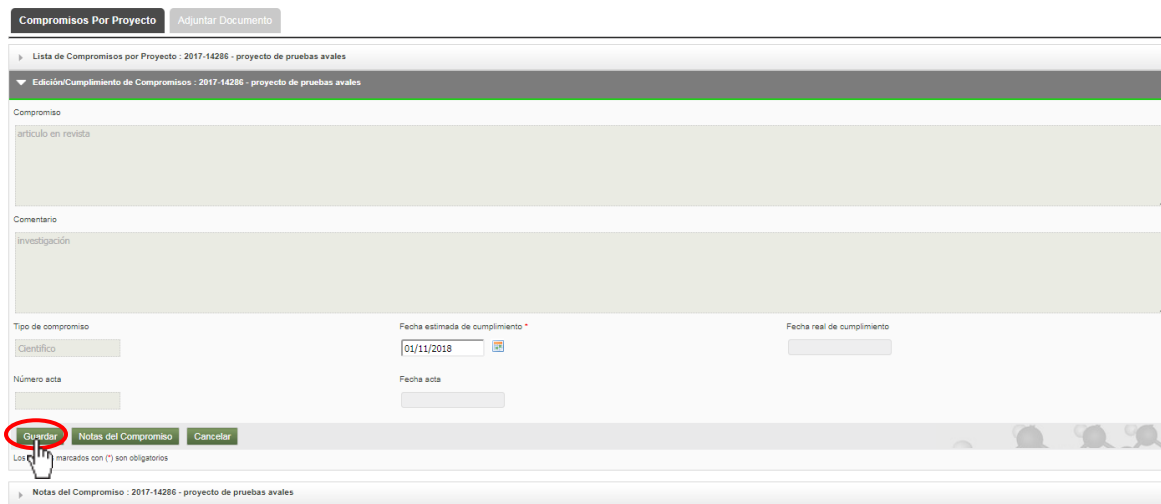 Compromisos Por Proyecto Adjuntar Documento
Lista de Compromisos por Proyecto : 2017-14286 - proyecto de pruebas avales
Edición/Cumplimiento de Compromisos : 2017-14286 - proyecto de pruebas avales
Compromiso
articulo en revista
Comentario
investigación
Tipo de compromiso Fecha estimada de cumplimiento * Fecha real de cumplimiento
Científico 01/11/2018
Número acta Fecha acta
Guardar Notas del Compromiso Cancelar
Los marcados con (*) son obligatorios
Notas del Compromiso : 2017-14286 - proyecto de pruebas avales